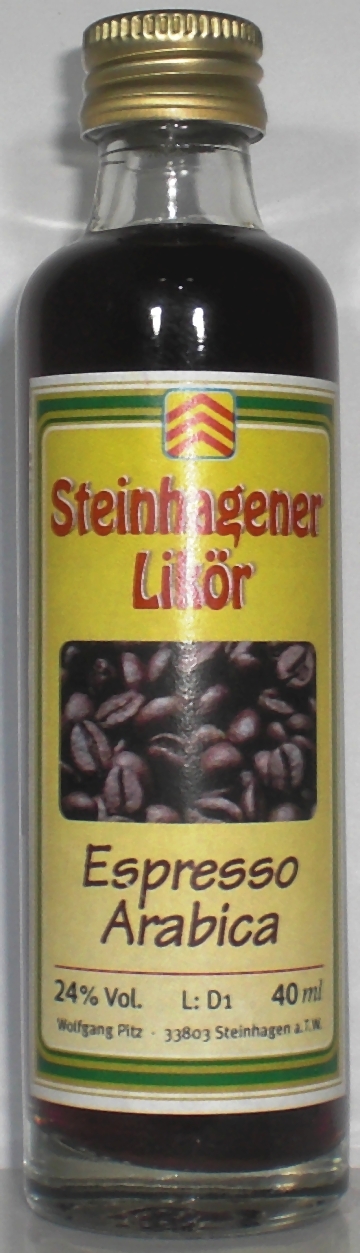 Steinhagener
Likör
Espresso
Arabica
24% Vol. L: D1 40 ml
Wolfgang Pitz · 33803 Steinhagen a.T.W.